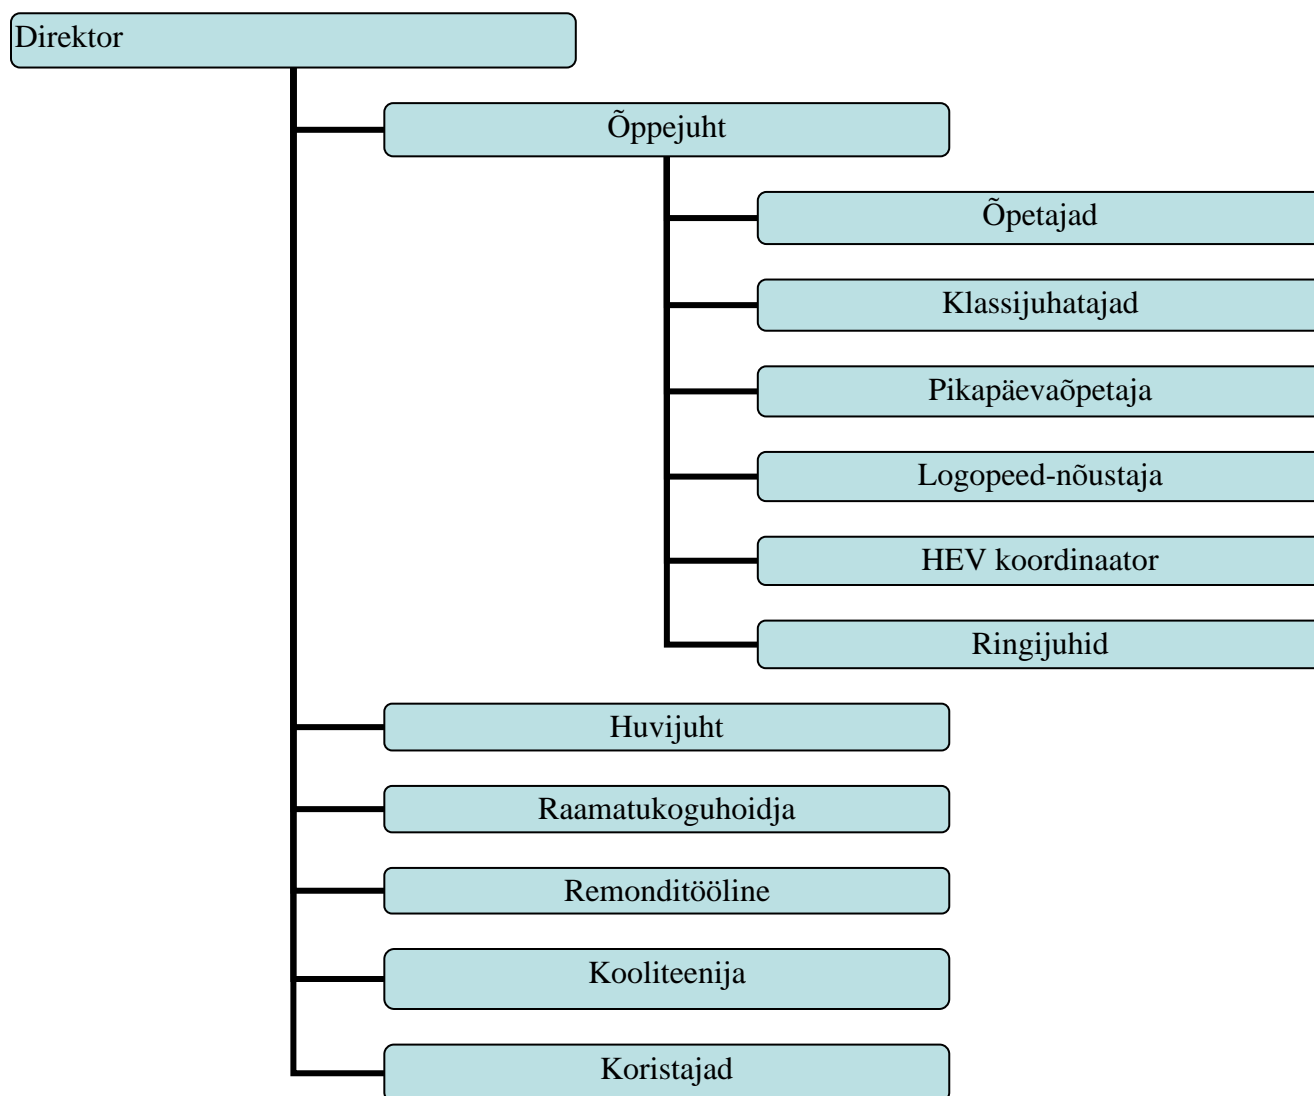 Direktor
Õppejuht
Õpetajad
Klassijuhatajad
Pikapäevaõpetaja
Logopeed-nõustaja
HEV koordinaator
Ringijuhid
Huvijuht
Raamatukoguhoidja
Remonditööline
Kooliteenija
Koristajad